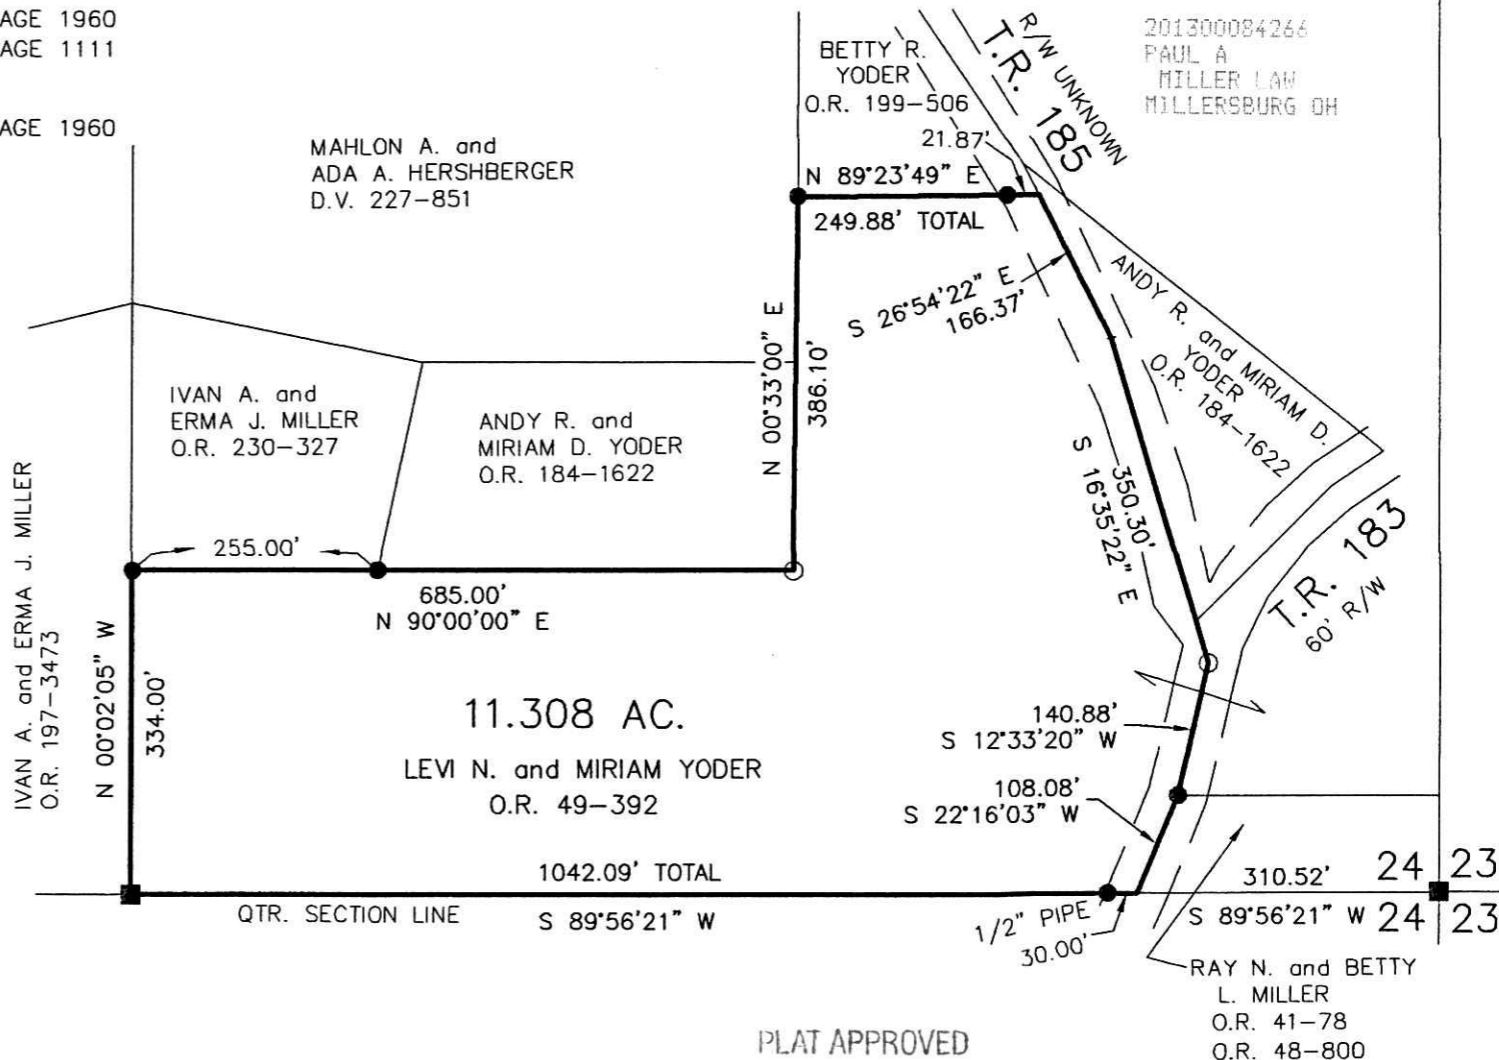 AGE 1960
AGE 1111
AGE 1960
MAHLON A. and
ADA A. HERSHBERGER
D.V. 227-851
BETTY R.
YODER
O.R. 199-506
21.87'
R/W UNKNOWN
T.R. 185
201300084266
PAUL A
MILLER LAW
MILLERSBURG OH
N 89°23'49" E
249.88' TOTAL
S 26°54'22" E
166.37'
ANDY R. and MIRIAM D.
YODER
O.R. 184-1622
N 00°33'00" E
386.10'
IVAN A. and
ERMA J. MILLER
O.R. 230-327
ANDY R. and
MIRIAM D. YODER
O.R. 184-1622
350.30'
S 16°35'22" E
IVAN A. and ERMA J. MILLER
O.R. 197-3473
255.00'
685.00'
N 90°00'00" E
T.R. 183
60' R/W
N 00°02'05" W
334.00'
11.308 AC.
LEVI N. and MIRIAM YODER
O.R. 49-392
140.88'
S 12°33'20" W
108.08'
S 22°16'03" W
1042.09' TOTAL
QTR. SECTION LINE
S 89°56'21" W
1/2" PIPE
30.00'
310.52'
S 89°56'21" W
24 23
24 23
RAY N. and BETTY
L. MILLER
O.R. 41-78
O.R. 48-800
PLAT APPROVED